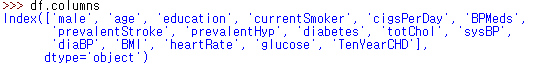 >>> df.columns
Index(['male', 'age', 'education', 'currentSmoker', 'cigsPerDay', 'BPMeds',
'prevalentStroke', 'prevalentHyp', 'diabetes', 'totChol', 'sysBP',
'diaBP', 'BMI', 'heartRate', 'glucose', 'TenYearCHD'],
dtype='object')